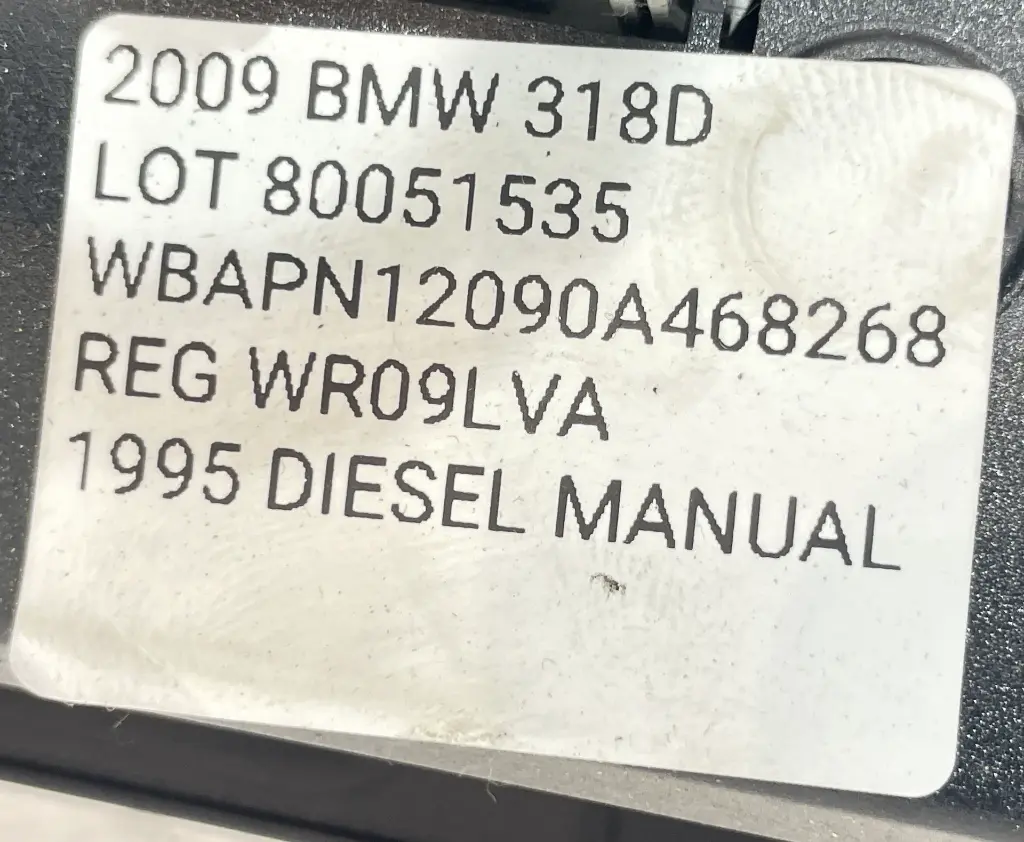 2009 BMW 318D
LOT 80051535
WBAPN12090A468268
REG WR09LVA
1995 DIESEL MANUAL